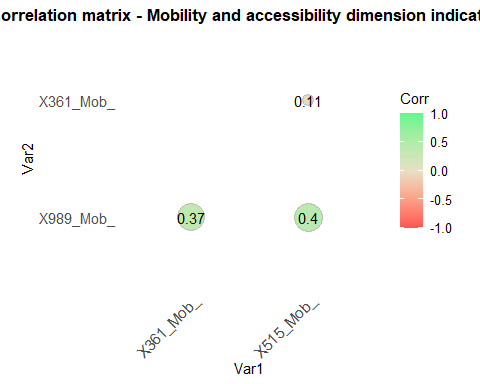 orrelation matrix - Mobility and accessibility dimension indicat
X361_Mob_
0.11
Var2
X989_Mob_
0.37
0.4
X361_Mob_
X515_Mob_
Var1
Corr
1.0
0.5
0.0
-0.5
-1.0